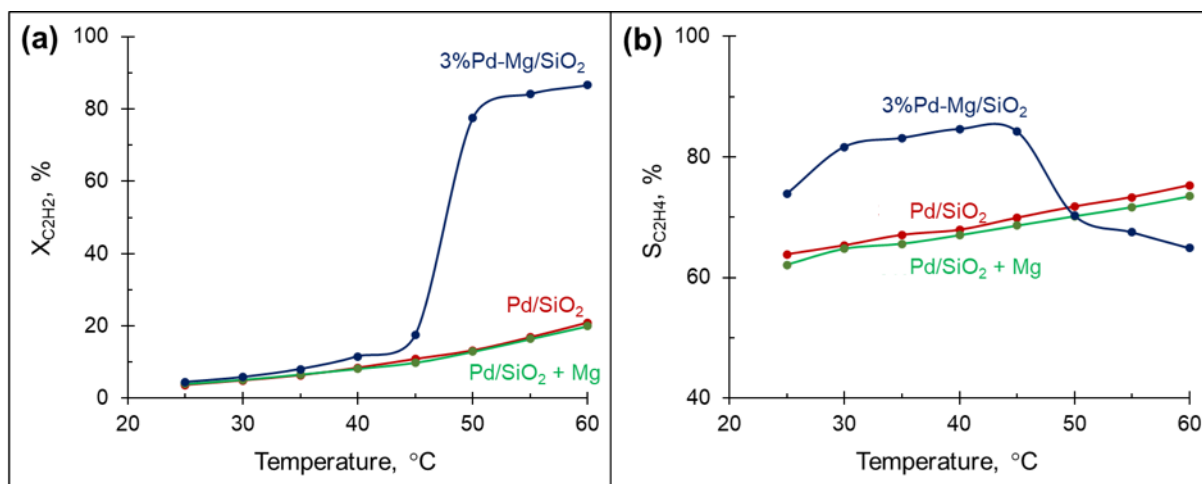 (a)
100
80
60
40
20
0
X_C2H2, %
3%Pd-Mg/SiO₂
Pd/SiO₂
Pd/SiO₂ + Mg
20 30 40 50 60
Temperature, °C
(b)
100
80
60
40
S_C2H4, %
3%Pd-Mg/SiO₂
Pd/SiO₂
Pd/SiO₂ + Mg
20 30 40 50 60
Temperature, °C